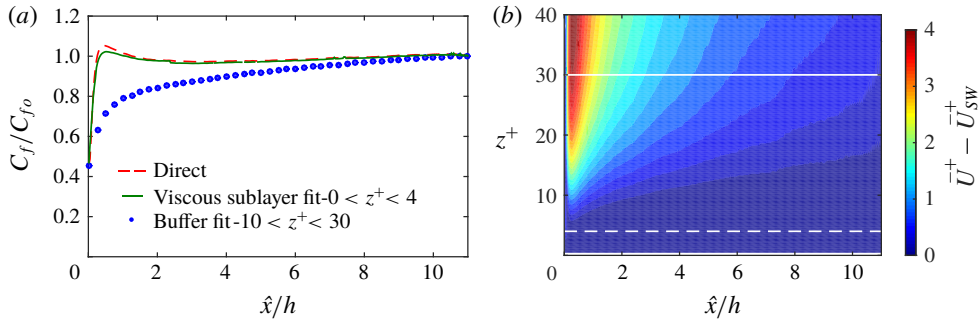 (a)
1.2
1.0
0.8
0.6
0.4
0.2
C_f/C_fo
Direct
Viscous sublayer fit-0 < z⁺ < 4
Buffer fit-10 < z⁺ < 30
0 2 4 6 8 10
x̂/h
(b)
40
30
20
10
0
z⁺
2 4 6 8 10
x̂/h
4
3
2
1
0
U̅⁺ − U̅⁺_SW